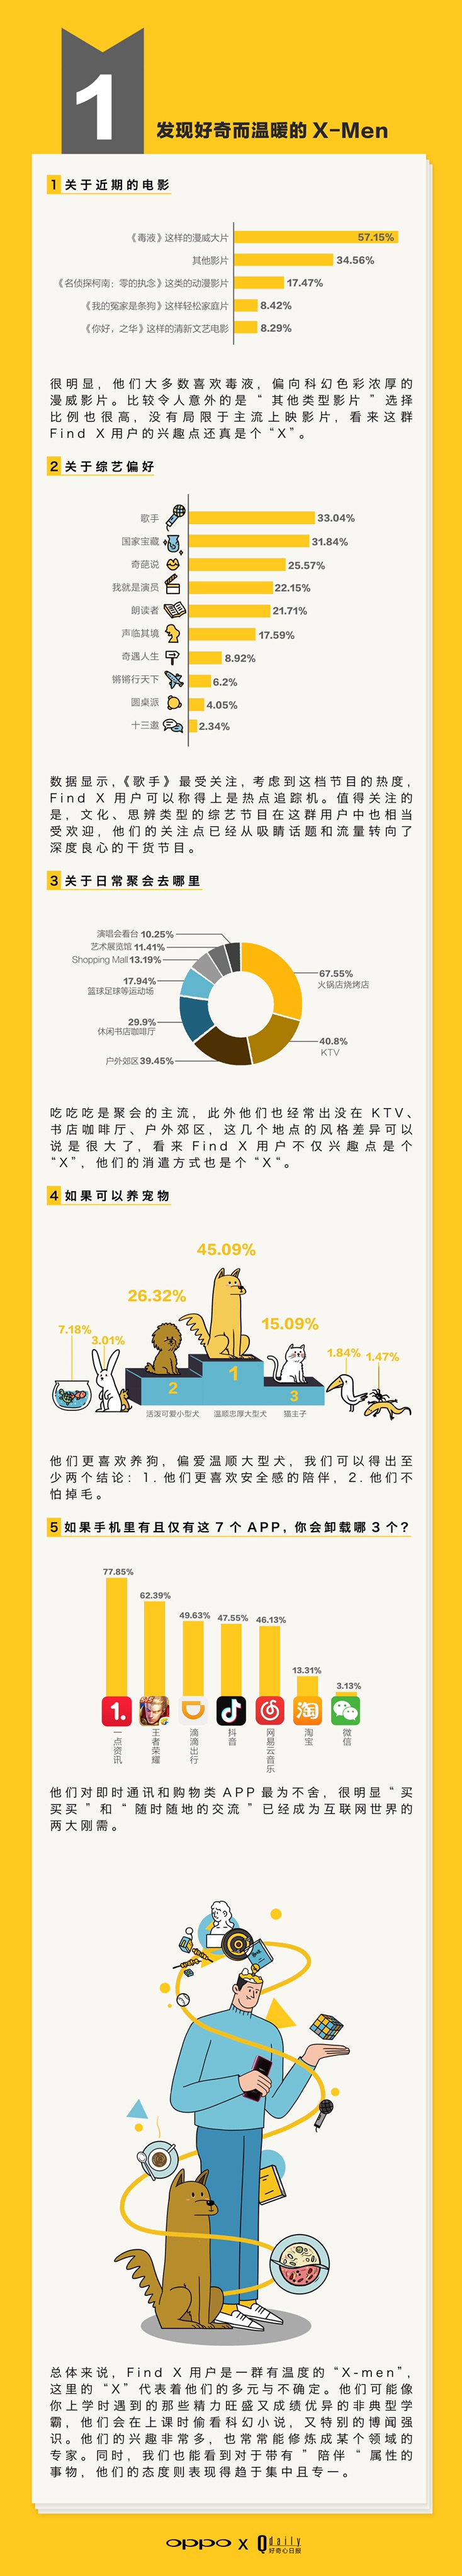 1
发现好奇而温暖的 X-Men
1 关于近期的电影
《毒液》这样的漫威大片 57.15%
其他影片 34.56%
《名侦探柯南：零的执念》这类的动漫影片 17.47%
《我的冤家是条狗》这样轻松家庭片 8.42%
《你好，之华》这样的清新文艺电影 8.29%
很明显，他们大多数喜欢毒液，偏向科幻色彩浓厚的
漫威影片。比较令人意外的是“ 其他类型影片 ”选择
比例也很高，没有局限于主流上映影片，看来这群
Find X 用户的兴趣点还真是个“X”。
2 关于综艺偏好
歌手 33.04%
国家宝藏 31.84%
奇葩说 25.57%
我就是演员 22.15%
朗读者 21.71%
声临其境 17.59%
奇遇人生 8.92%
锵锵行天下 6.2%
圆桌派 4.05%
十三邀 2.34%
数据显示，《歌手》最受关注，考虑到这档节目的热度，
Find X 用户可以称得上是热点追踪机。值得关注的
是，文化、思辨类型的综艺节目在这群用户中也相当
受欢迎，他们的关注点已经从吸睛话题和流量转向了
深度良心的干货节目。
3 关于日常聚会去哪里
演唱会看台 10.25%
艺术展览馆 11.41%
Shopping Mall 13.19%
17.94%
篮球足球等运动场
29.9%
休闲书店咖啡厅
户外郊区 39.45%
67.55%
火锅店烧烤店
40.8%
KTV
吃吃吃是聚会的主流，此外他们也经常出没在 KTV、
书店咖啡厅、户外郊区，这几个地点的风格差异可以
说是很大了，看来 Find X 用户不仅兴趣点是个
“X”，他们的消遣方式也是个“X“。
4 如果可以养宠物
45.09%
26.32%
15.09%
7.18%
3.01%
1.84%
1.47%
1
2
3
活泼可爱小型犬 温顺忠厚大型犬 猫主子
他们更喜欢养狗，偏爱温顺大型犬，我们可以得出至
少两个结论：1. 他们更喜欢安全感的陪伴，2. 他们不
怕掉毛。
5 如果手机里有且仅有这 7 个 APP，你会卸载哪 3 个？
77.85%
62.39%
49.63%
47.55%
46.13%
13.31%
3.13%
1.
淘
一点资讯
王者荣耀
滴滴出行
抖音
网易云音乐
淘宝
微信
他们对即时通讯和购物类 APP 最为不舍，很明显“ 买
买买 ”和“ 随时随地的交流 ”已经成为互联网世界的
两大刚需。
总体来说，Find X 用户是一群有温度的“X-men”，
这里的“X”代表着他们的多元与不确定。他们可能像
你上学时遇到的那些精力旺盛又成绩优异的非典型学
霸，他们会在上课时偷看科幻小说，又特别的博闻强
识。他们的兴趣非常多，也常常能修炼成某个领域的
专家。同时，我们也能看到对于带有 ” 陪伴 “ 属性的
事物，他们的态度则表现得趋于集中且专一。
oppo X Qdaily
好奇心日报